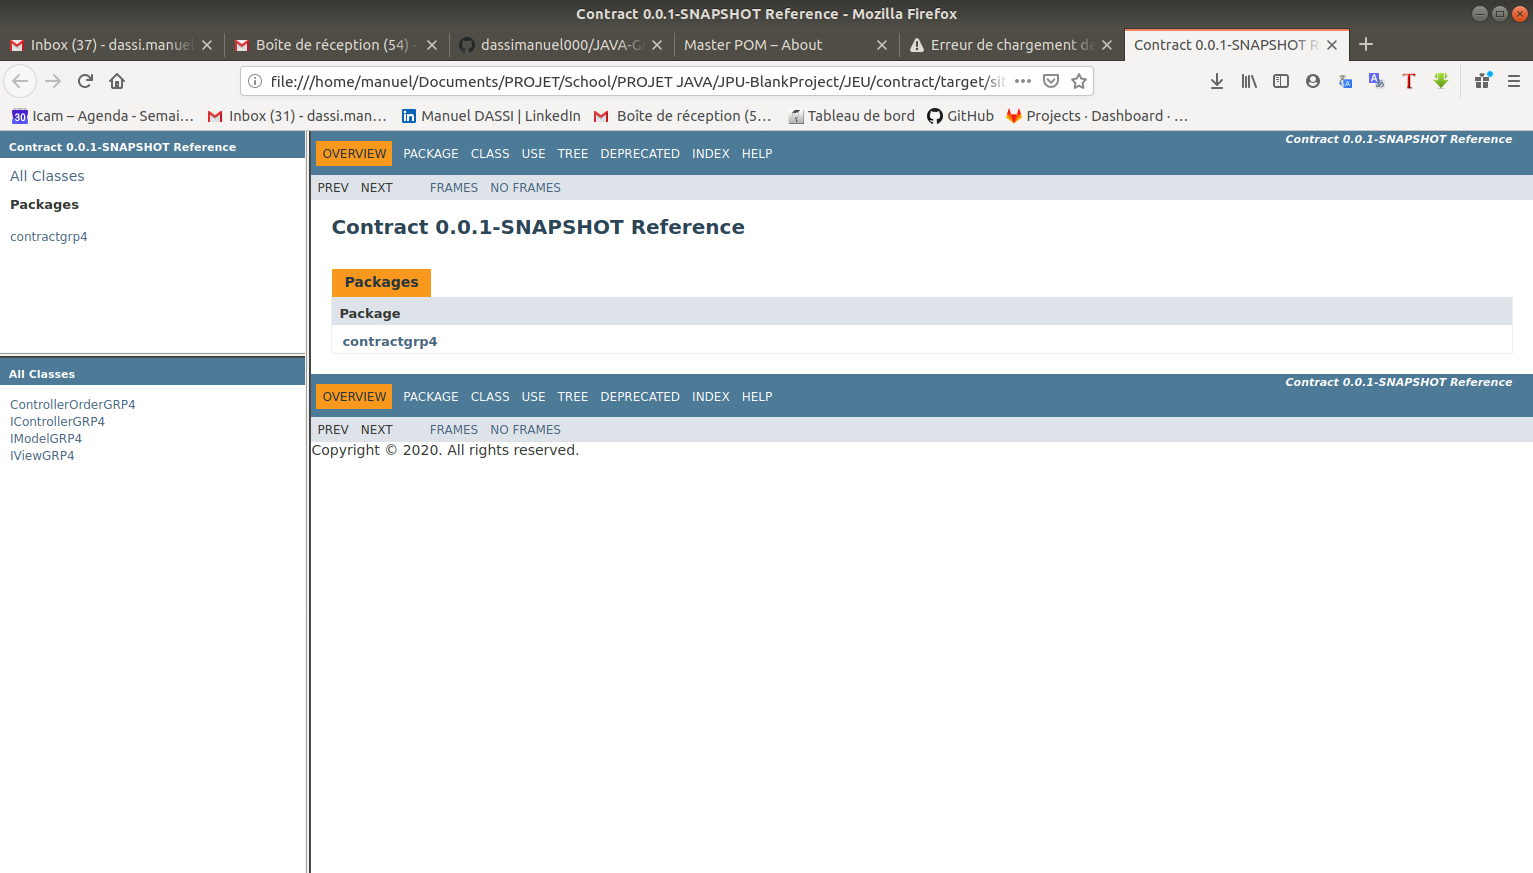 Contract 0.0.1-SNAPSHOT Reference - Mozilla Firefox
Inbox (37) - dassi.manuel
Boîte de réception (54) -
dassimanuel000/JAVA-G
Master POM – About
Erreur de chargement de
Contract 0.0.1-SNAPSHOT R
file:///home/manuel/Documents/PROJET/School/PROJET JAVA/JPU-BlankProject/JEU/contract/target/sit
30 Icam – Agenda - Semai…
Inbox (31) - dassi.man…
Manuel DASSI | LinkedIn
Boîte de réception (5…
Tableau de bord
GitHub
Projects · Dashboard · …
Contract 0.0.1-SNAPSHOT Reference
All Classes
Packages
contractgrp4
All Classes
ControllerOrderGRP4
IControllerGRP4
IModelGRP4
IViewGRP4
OVERVIEW PACKAGE CLASS USE TREE DEPRECATED INDEX HELP
Contract 0.0.1-SNAPSHOT Reference
PREV NEXT FRAMES NO FRAMES
Contract 0.0.1-SNAPSHOT Reference
Packages
Package
contractgrp4
OVERVIEW PACKAGE CLASS USE TREE DEPRECATED INDEX HELP
Contract 0.0.1-SNAPSHOT Reference
PREV NEXT FRAMES NO FRAMES
Copyright © 2020. All rights reserved.